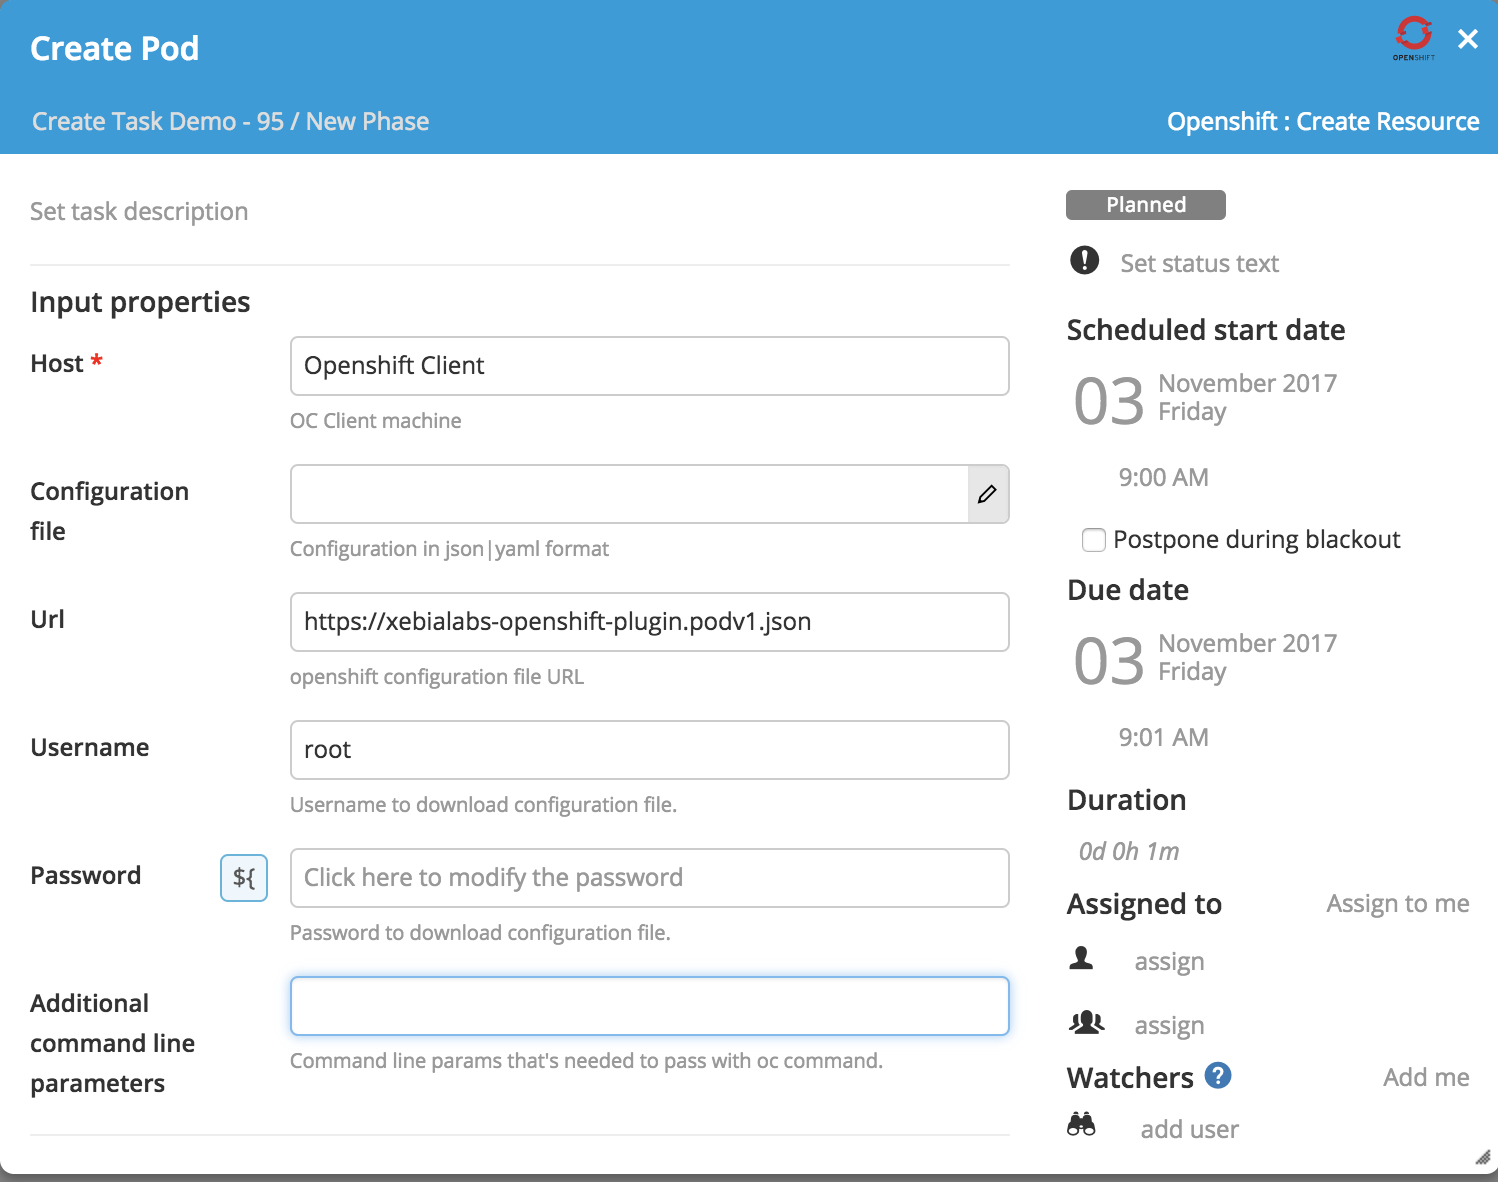 Create Pod
OPENSHIFT
Create Task Demo - 95 / New Phase
Openshift : Create Resource
Set task description
Input properties
Host *
Openshift Client
OC Client machine
Configuration
file
Configuration in json|yaml format
Url
https://xebialabs-openshift-plugin.podv1.json
openshift configuration file URL
Username
root
Username to download configuration file.
Password
${
Click here to modify the password
Password to download configuration file.
Additional
command line
parameters
Command line params that's needed to pass with oc command.
Planned
Set status text
Scheduled start date
03
November 2017
Friday
9:00 AM
Postpone during blackout
Due date
03
November 2017
Friday
9:01 AM
Duration
0d 0h 1m
Assigned to
Assign to me
assign
assign
Watchers ?
Add me
add user